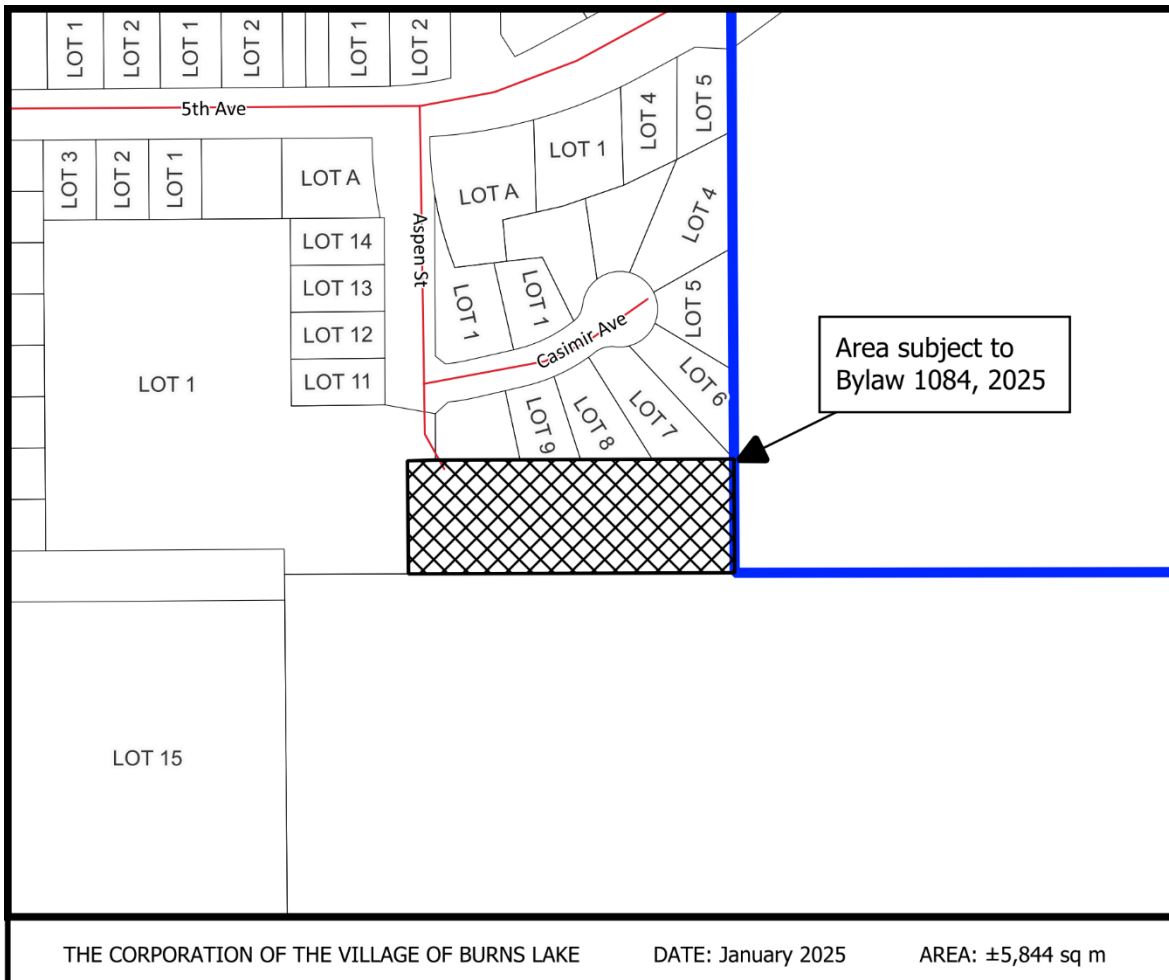 LOT 1
LOT 2
LOT 1
LOT 2
LOT 1
LOT 2
5th Ave
LOT 3
LOT 2
LOT 1
LOT A
LOT A
LOT 1
LOT 4
LOT 5
LOT 4
LOT 5
LOT 6
LOT 7
LOT 8
LOT 9
Aspen St
LOT 14
LOT 13
LOT 12
LOT 11
LOT 1
LOT 1
LOT 1
Casimir Ave
Area subject to
Bylaw 1084, 2025
LOT 15
THE CORPORATION OF THE VILLAGE OF BURNS LAKE DATE: January 2025 AREA: ±5,844 sq m